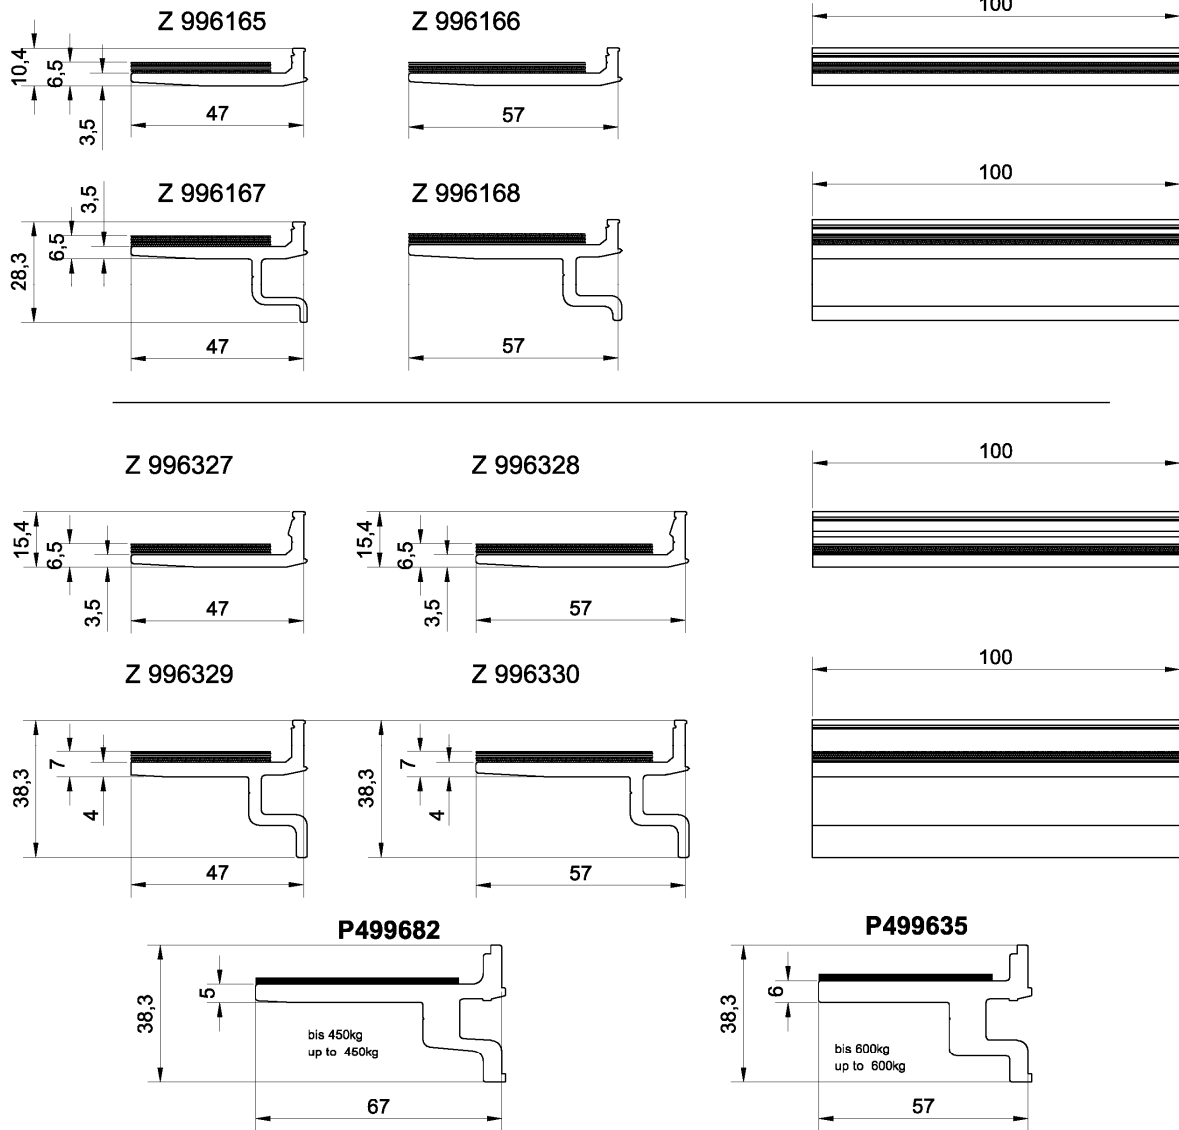 100
Z 996165
Z 996166
10,4
6,5
3,5
47
57
100
Z 996167
Z 996168
3,5
6,5
28,3
47
57
100
Z 996327
Z 996328
15,4
6,5
3,5
47
15,4
6,5
3,5
57
100
Z 996329
Z 996330
38,3
7
4
47
38,3
7
4
57
P499682
P499635
38,3
5
bis 450kg
up to 450kg
67
38,3
6
bis 600kg
up to 600kg
57